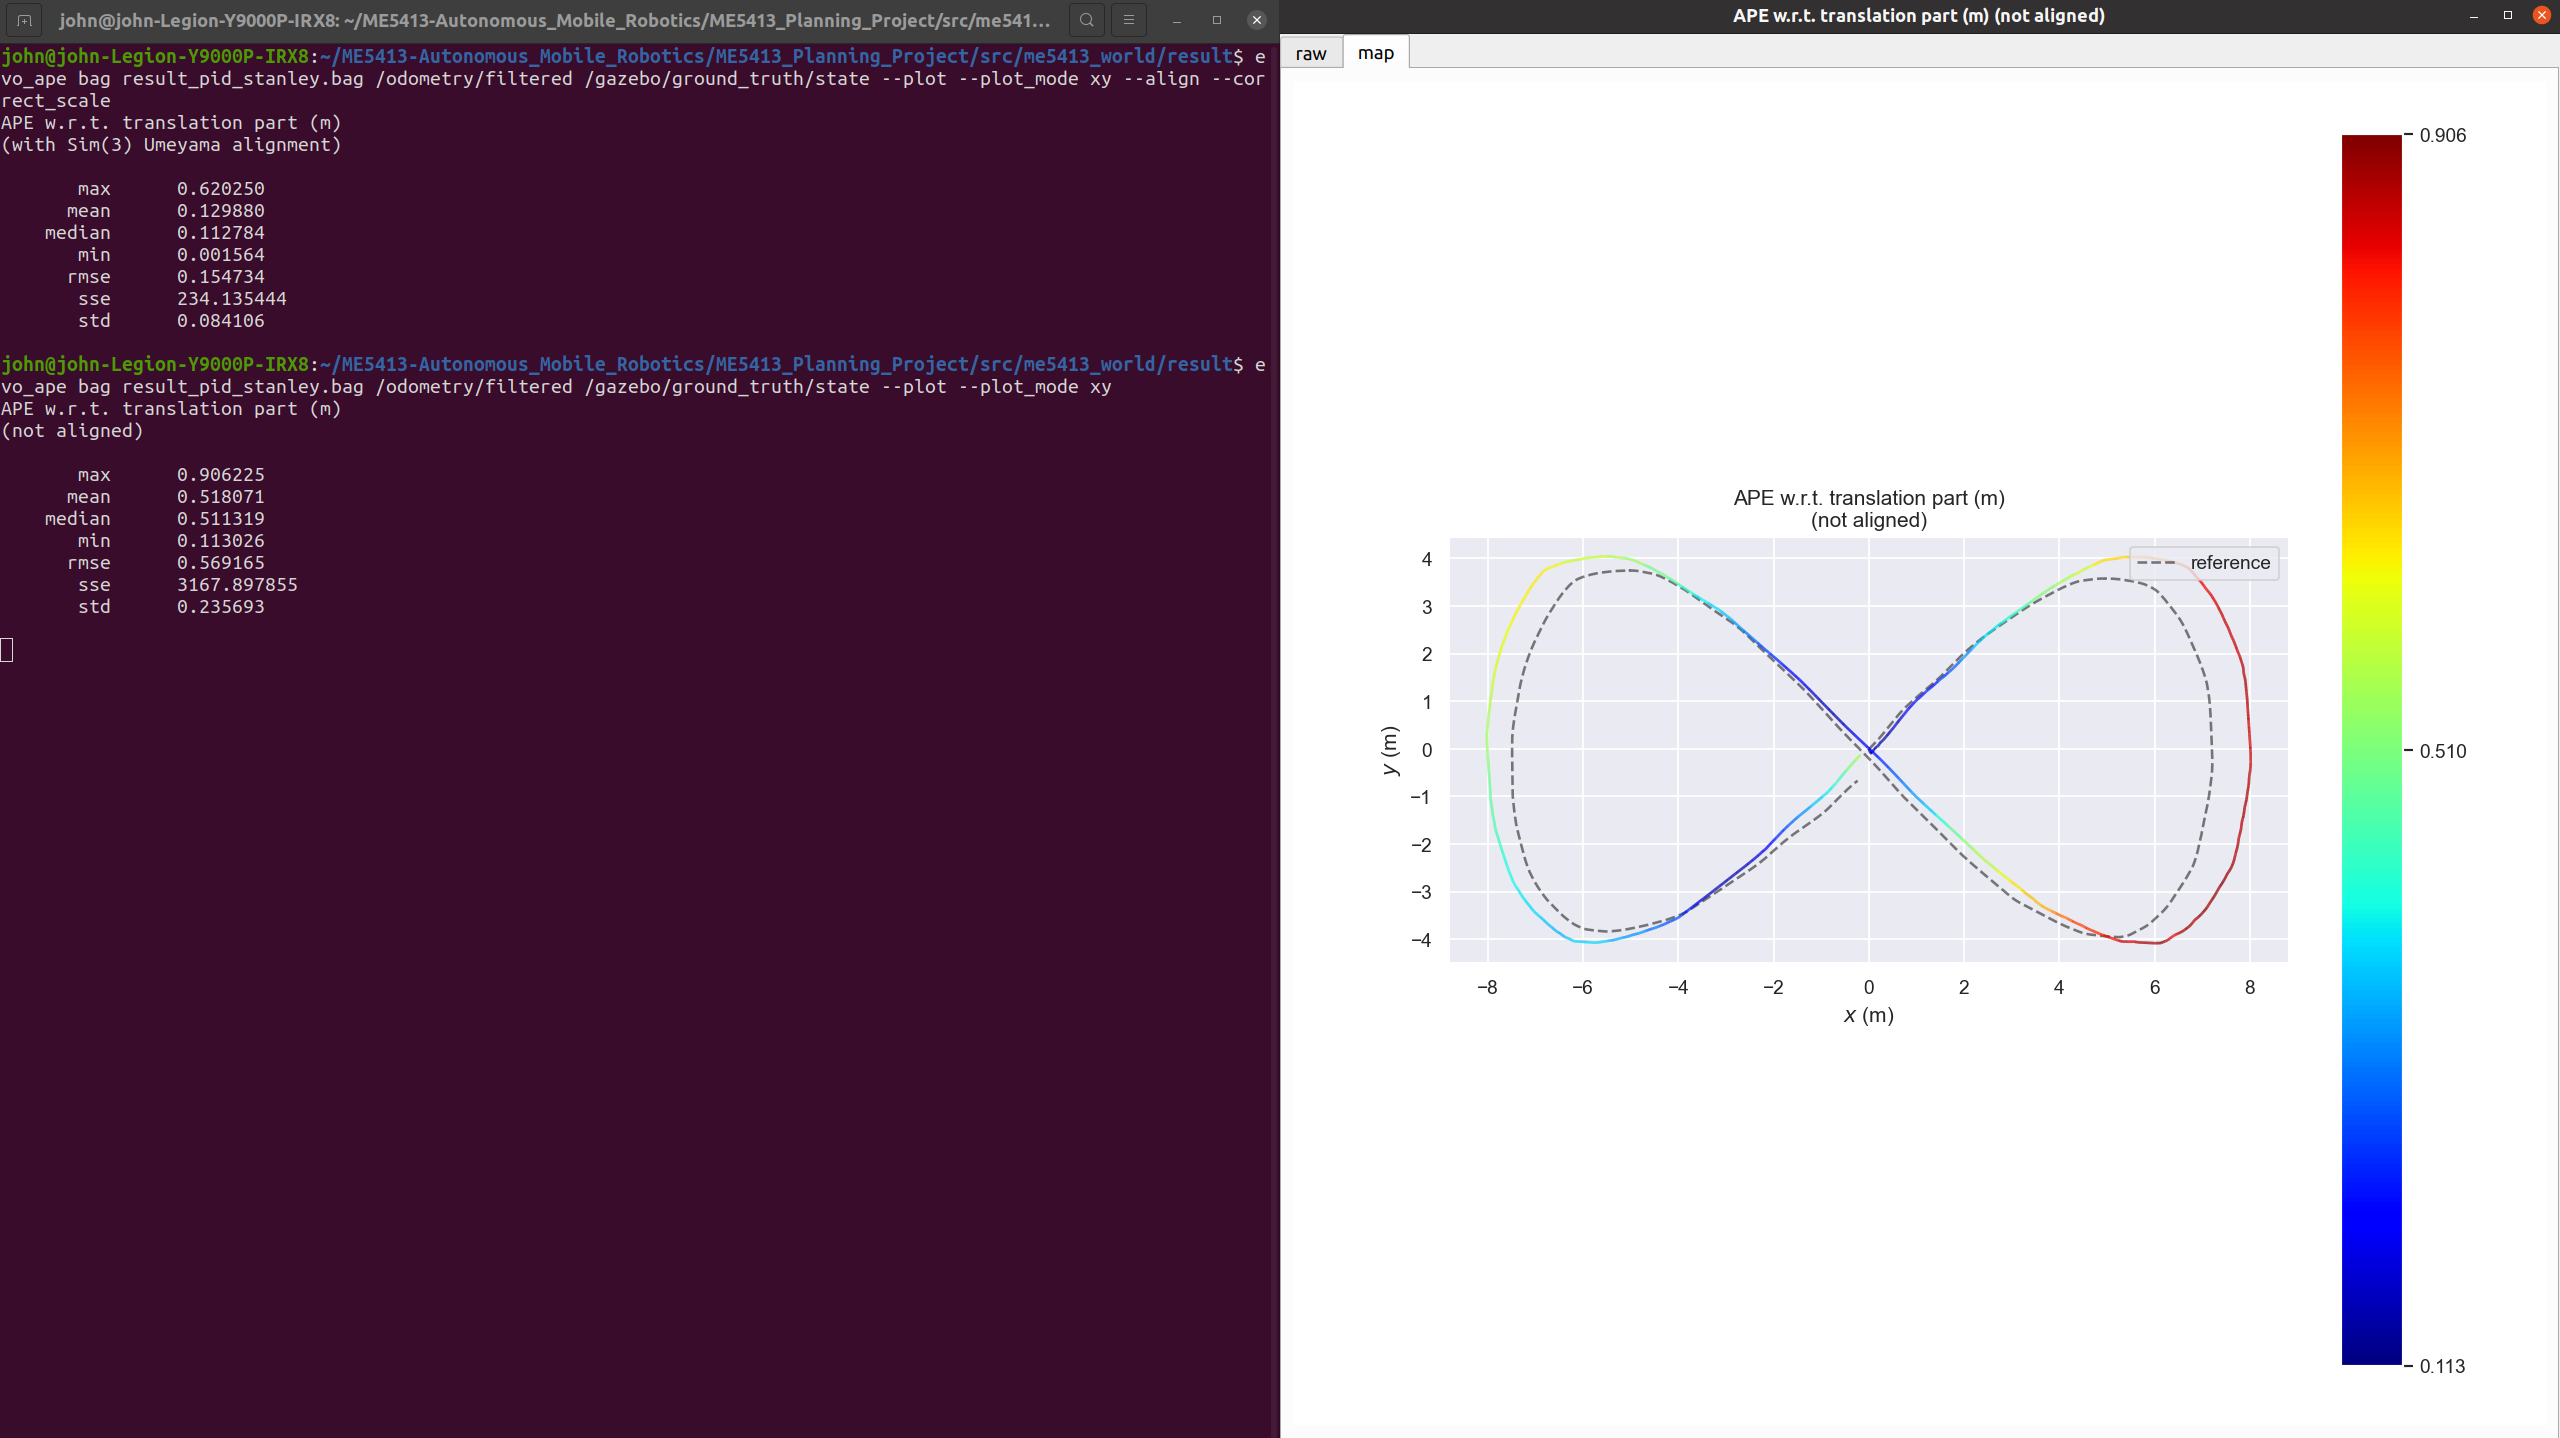 john@john-Legion-Y9000P-IRX8: ~/ME5413-Autonomous_Mobile_Robotics/ME5413_Planning_Project/src/me541...
john@john-Legion-Y9000P-IRX8:~/ME5413-Autonomous_Mobile_Robotics/ME5413_Planning_Project/src/me5413_world/result$ e
vo_ape bag result_pid_stanley.bag /odometry/filtered /gazebo/ground_truth/state --plot --plot_mode xy --align --cor
rect_scale
APE w.r.t. translation part (m)
(with Sim(3) Umeyama alignment)
max 0.620250
mean 0.129880
median 0.112784
min 0.001564
rmse 0.154734
sse 234.135444
std 0.084106
john@john-Legion-Y9000P-IRX8:~/ME5413-Autonomous_Mobile_Robotics/ME5413_Planning_Project/src/me5413_world/result$ e
vo_ape bag result_pid_stanley.bag /odometry/filtered /gazebo/ground_truth/state --plot --plot_mode xy
APE w.r.t. translation part (m)
(not aligned)
max 0.906225
mean 0.518071
median 0.511319
min 0.113026
rmse 0.569165
sse 3167.897855
std 0.235693
APE w.r.t. translation part (m) (not aligned)
raw map
APE w.r.t. translation part (m)
(not aligned)
reference
4
3
2
1
0
−1
−2
−3
−4
y (m)
−8 −6 −4 −2 0 2 4 6 8
x (m)
0.906
0.510
0.113